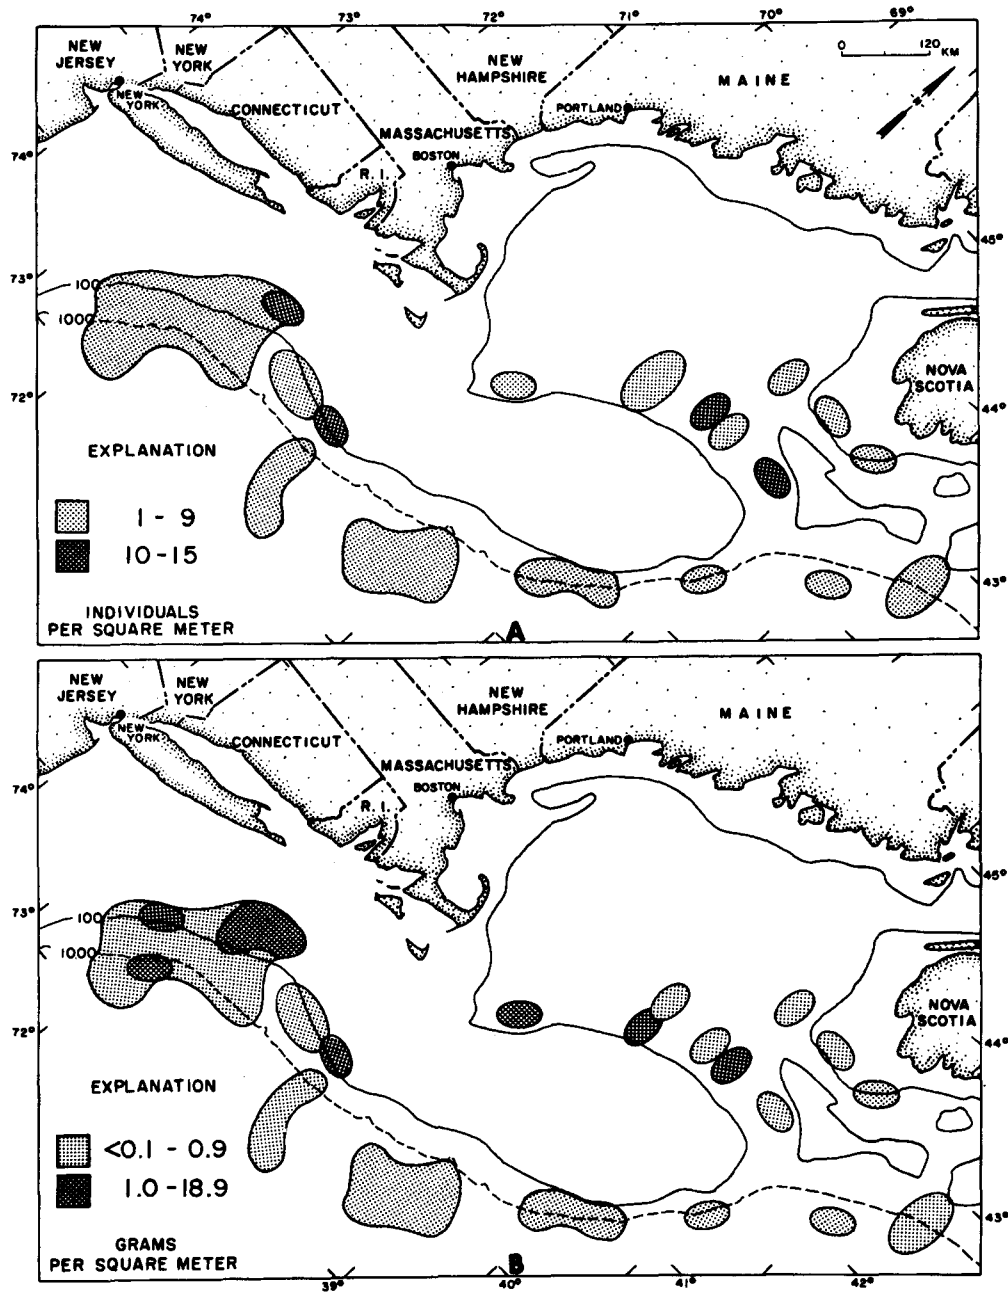 74° 73° 72° 71° 70° 69°
NEW
JERSEY
NEW
YORK
NEW
YORK
CONNECTICUT
NEW
HAMPSHIRE
MASSACHUSETTS
BOSTON
R. I.
PORTLAND
MAINE
0 120 KM
74°
73°
72°
45°
44°
43°
100
1000
NOVA
SCOTIA
EXPLANATION
1 - 9
10 - 15
INDIVIDUALS
PER SQUARE METER
A
NEW
JERSEY
NEW
YORK
NEW
YORK
CONNECTICUT
NEW
HAMPSHIRE
MASSACHUSETTS
BOSTON
R. I.
PORTLAND
MAINE
74°
73°
72°
45°
44°
43°
100
1000
NOVA
SCOTIA
EXPLANATION
<0.1 - 0.9
1.0 - 18.9
GRAMS
PER SQUARE METER
B
39° 40° 41° 42°